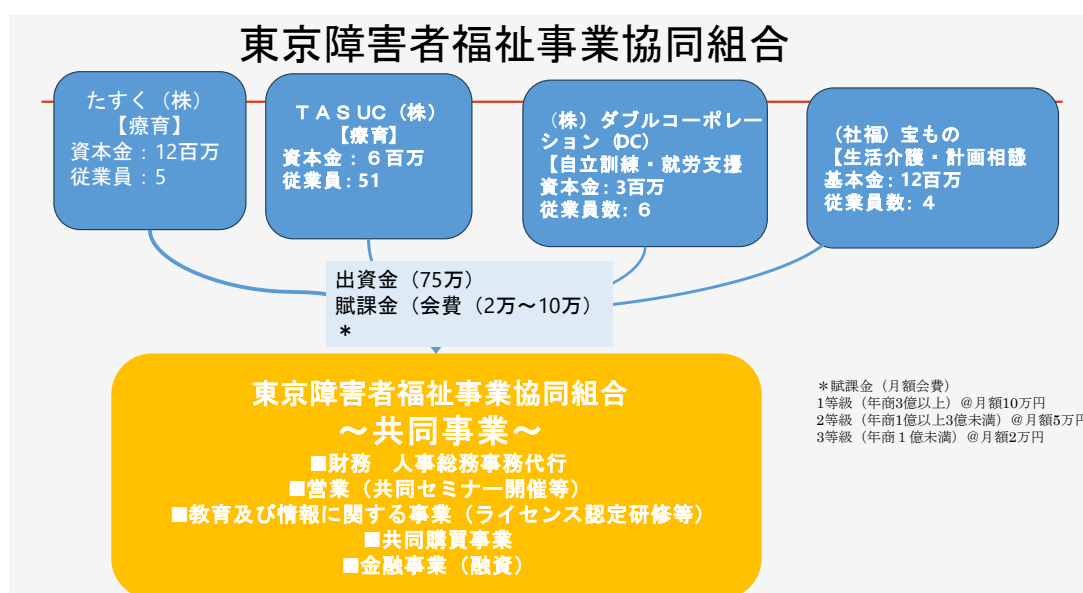 東京障害者福祉事業協同組合
たすく（株）
【療育】
資本金：12百万
従業員：5
ＴＡＳUC（株）
【療育】
資本金：６百万
従業員：51
（株）ダブルコーポレー
ション（DC）
【自立訓練・就労支援
資本金：3百万
従業員数：６
（社福）宝もの
【生活介護・計画相談
基本金：12百万
従業員数：４
出資金（75万）
賦課金（会費（2万～10万）
＊
東京障害者福祉事業協同組合
～共同事業～
■財務　人事総務事務代行
■営業（共同セミナー開催等）
■教育及び情報に関する事業（ライセンス認定研修等）
■共同購買事業
■金融事業（融資）
＊賦課金（月額会費）
1等級（年商3億以上）@月額10万円
2等級（年商1億以上3億未満）@月額5万円
3等級（年商１億未満）@月額2万円